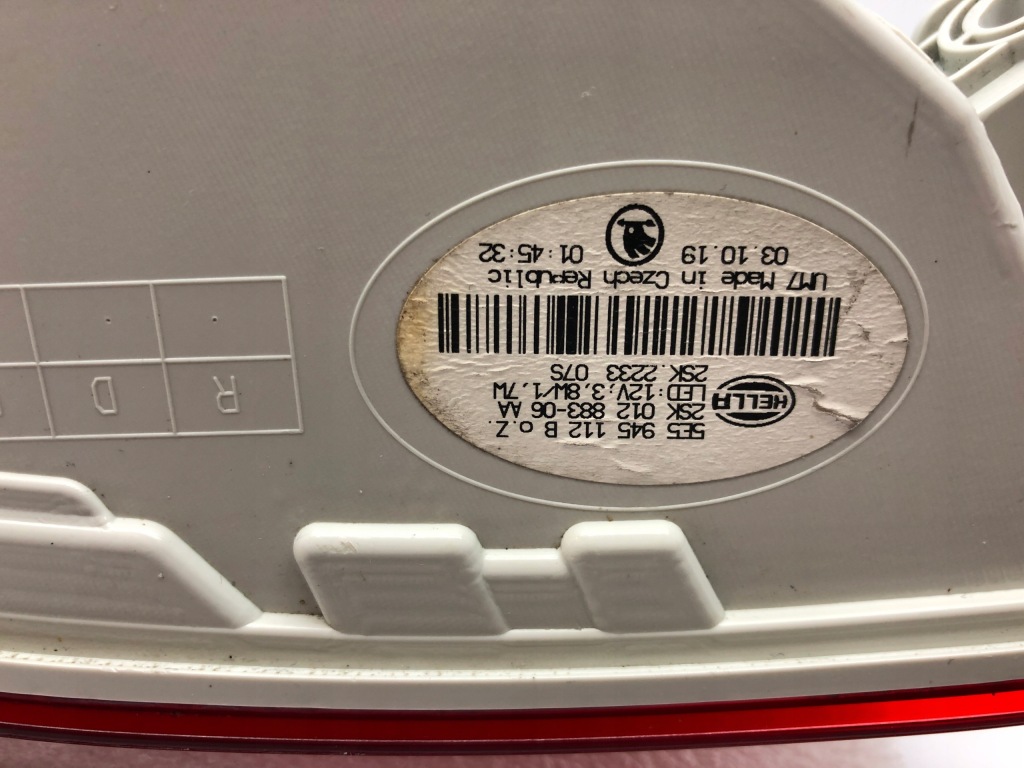 5E5 945 112 B o.Z.
2SK 012 883-06 AA
LED:12V,3,8W/1,7W
2SK.2233 07S
HELLA
UM7 Made in Czech Republic
03.10.19 01:45:32
R D